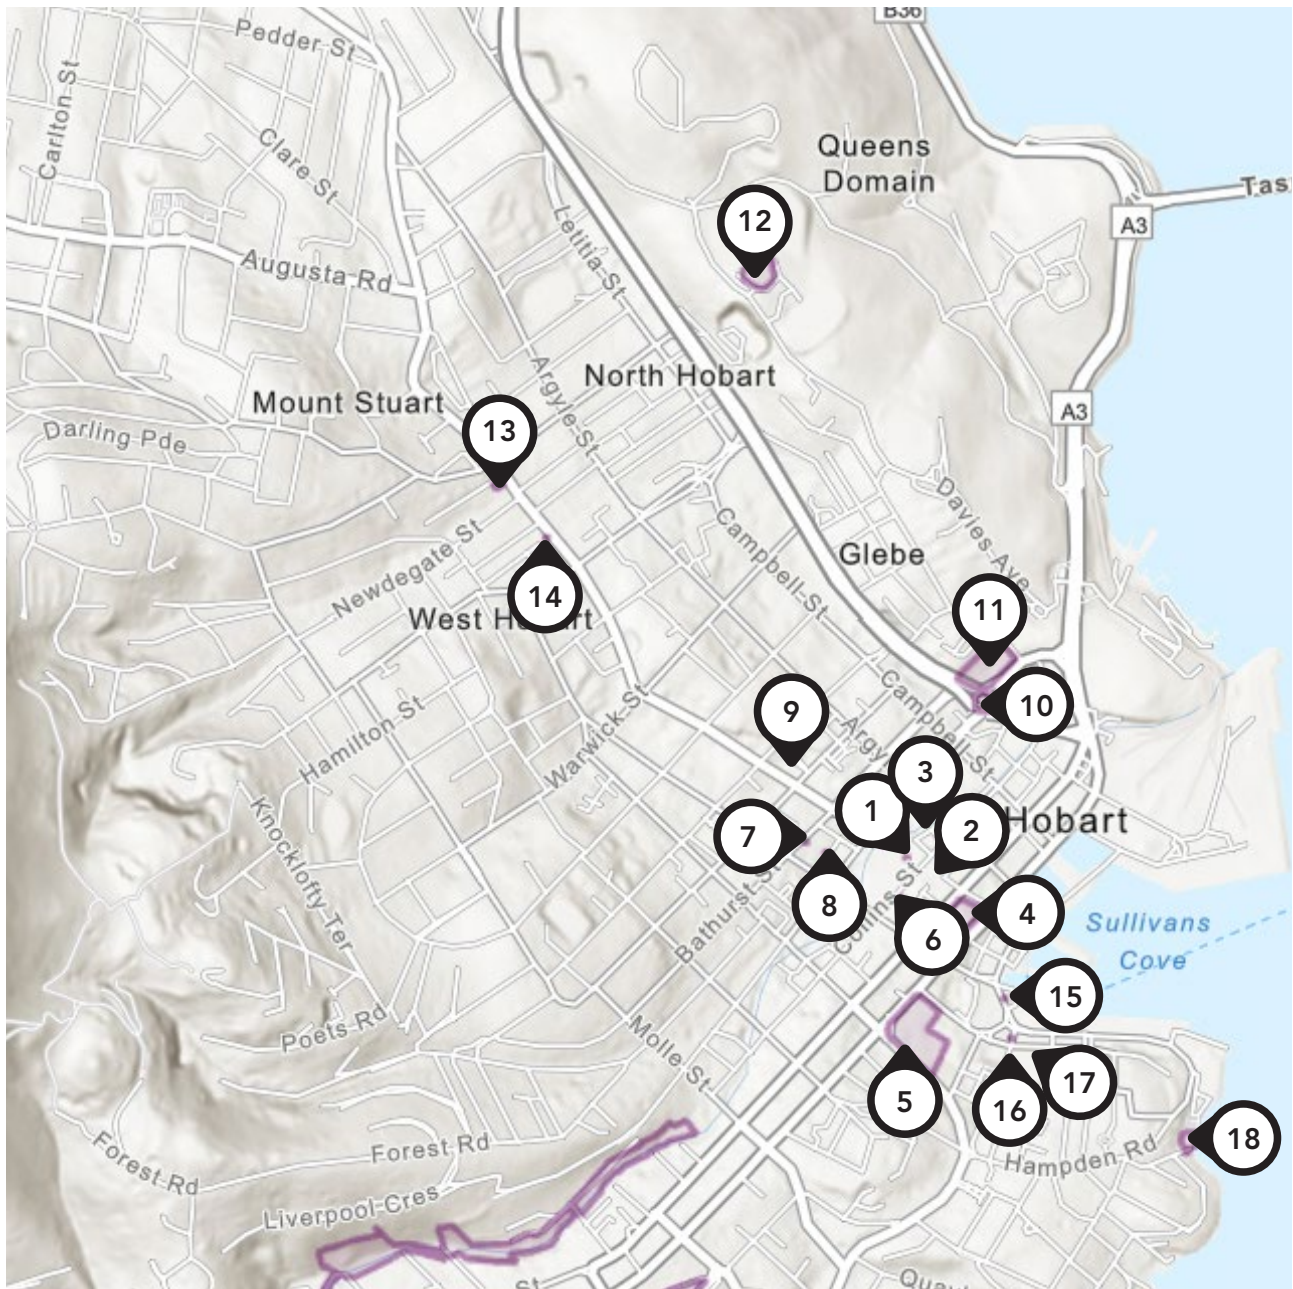 B36
Pedder St
Carlton St
Clare St
Queens
Domain
Tas
A3
12
Letitia St
Augusta Rd
North Hobart
Argyle St
A3
Mount Stuart
13
Darling Pde
Davies Ave
Campbell St
Glebe
Newdegate St
14
West H
rt
11
10
Hamilton St
Warwick St
9
Argy
Campbell St
3
1
2
Hobart
7
Knocklofty Ter
Bathurst St
8
Collins St
4
6
Sullivans
Cove
15
Poets Rd
Molle St
5
16
17
18
Forest Rd
Forest Rd
Hampden Rd
Liverpool Cres
St
Quay